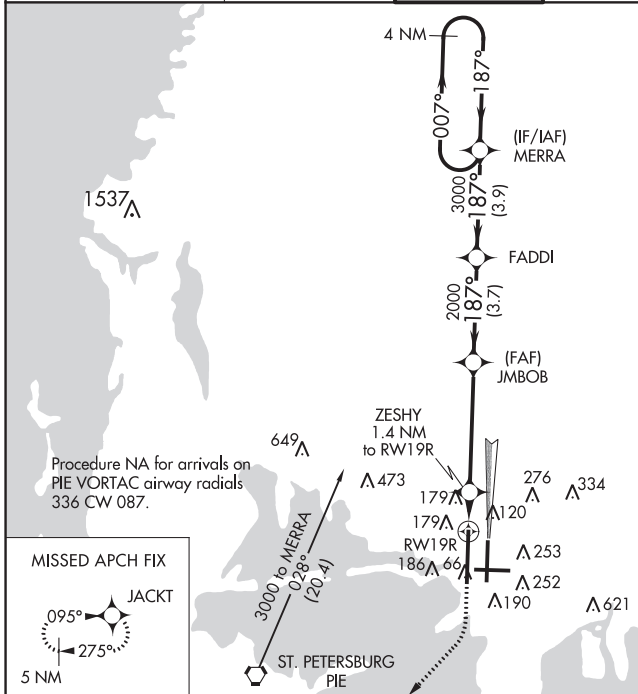 4 NM
007°
187°
(IF/IAF)
MERRA
3000
187°
(3.9)
1537
FADDI
2000
187°
(3.7)
(FAF)
JMBOB
ZESHY
1.4 NM
to RW19R
649
Procedure NA for arrivals on
PIE VORTAC airway radials
336 CW 087.
473
179
276
334
120
179
RW19R
253
186
66
252
190
621
3000 to MERRA
028°
(20.4)
MISSED APCH FIX
JACKT
095°
275°
5 NM
ST. PETERSBURG
PIE